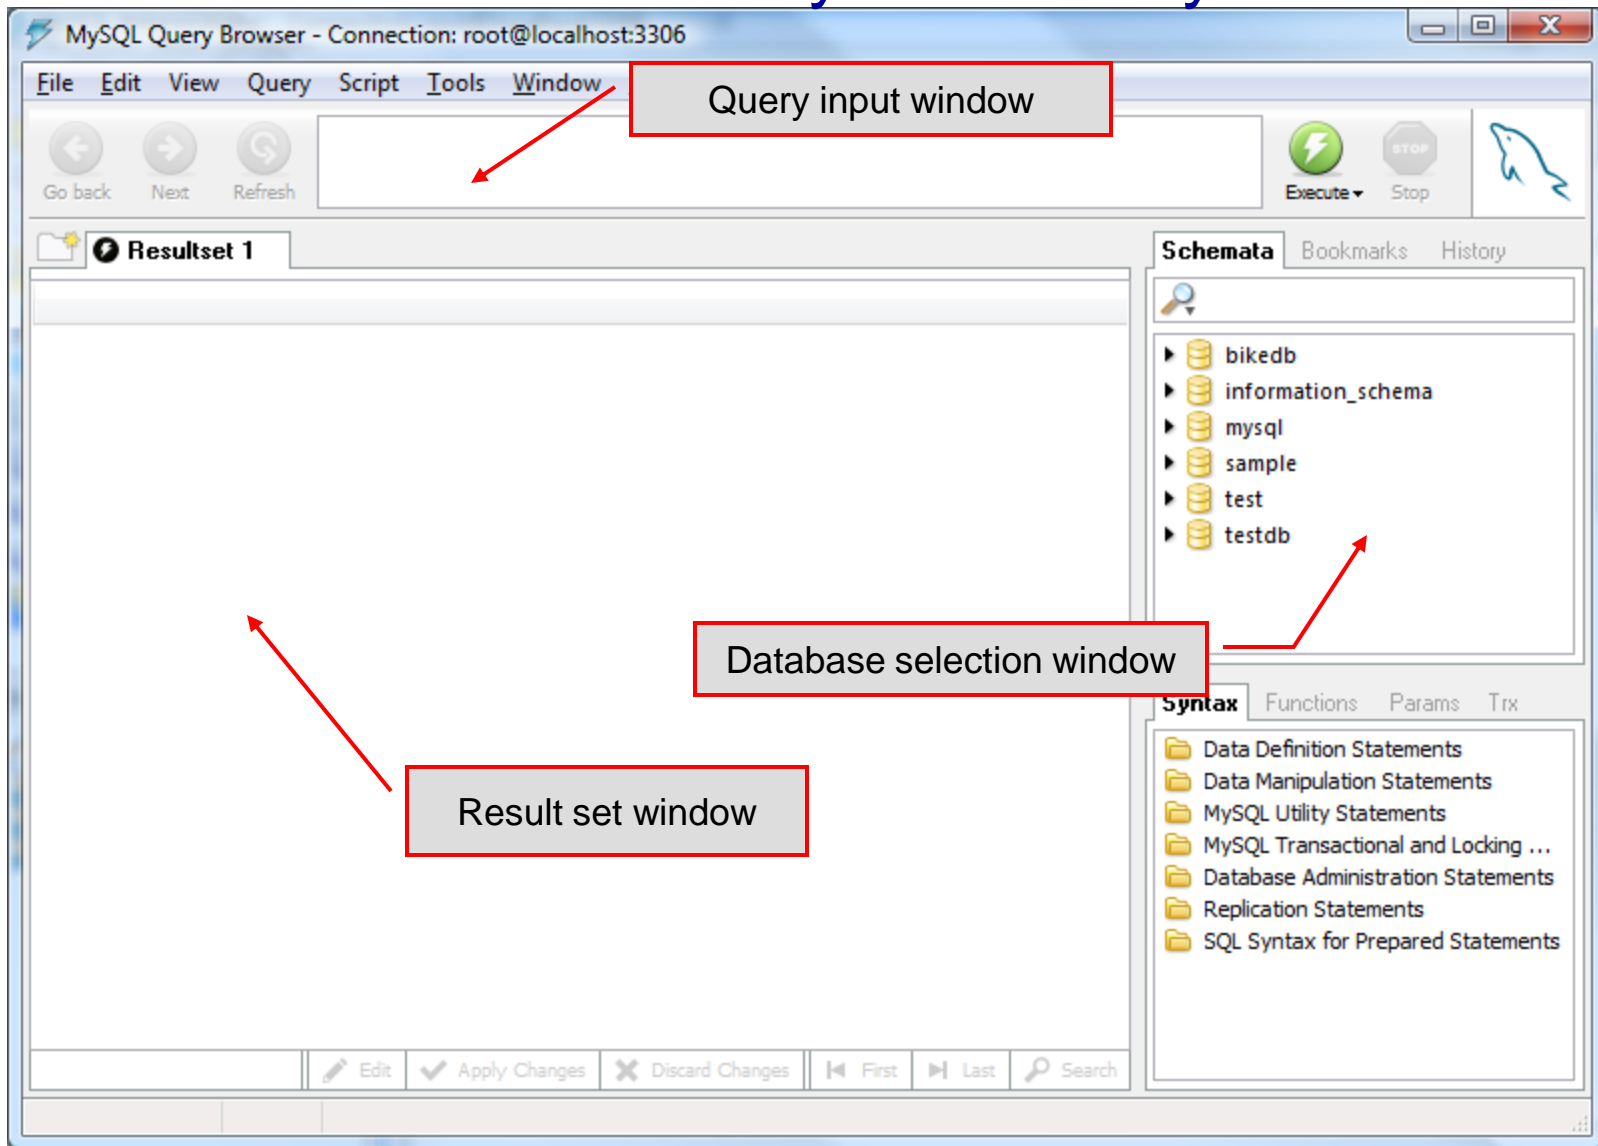 MySQL Query Browser - Connection: root@localhost:3306
File Edit View Query Script Tools Window
Query input window
Go back Next Refresh
Execute STOP Stop
Resultset 1
Schemata Bookmarks History
bikedb
information_schema
mysql
sample
test
testdb
Database selection window
Syntax Functions Params Trx
Data Definition Statements
Data Manipulation Statements
MySQL Utility Statements
MySQL Transactional and Locking ...
Database Administration Statements
Replication Statements
SQL Syntax for Prepared Statements
Result set window
Edit Apply Changes Discard Changes First Last Search